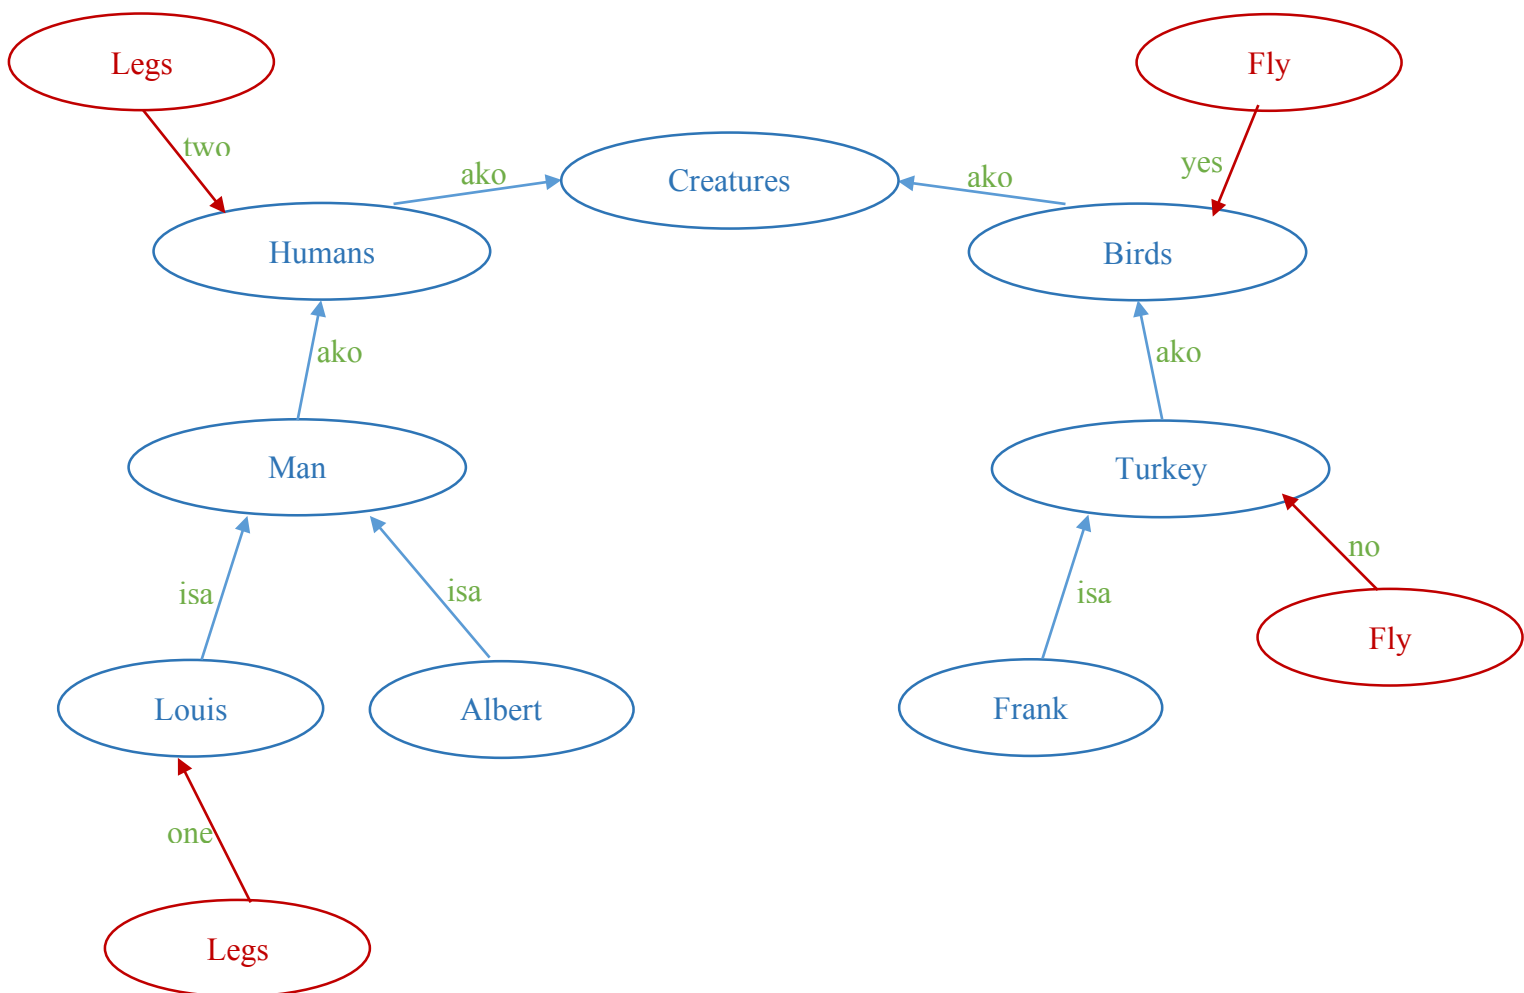 Legs
Fly
two
yes
ako
Creatures
ako
Humans
Birds
ako
ako
Man
Turkey
no
isa
isa
isa
Fly
Louis
Albert
Frank
one
Legs